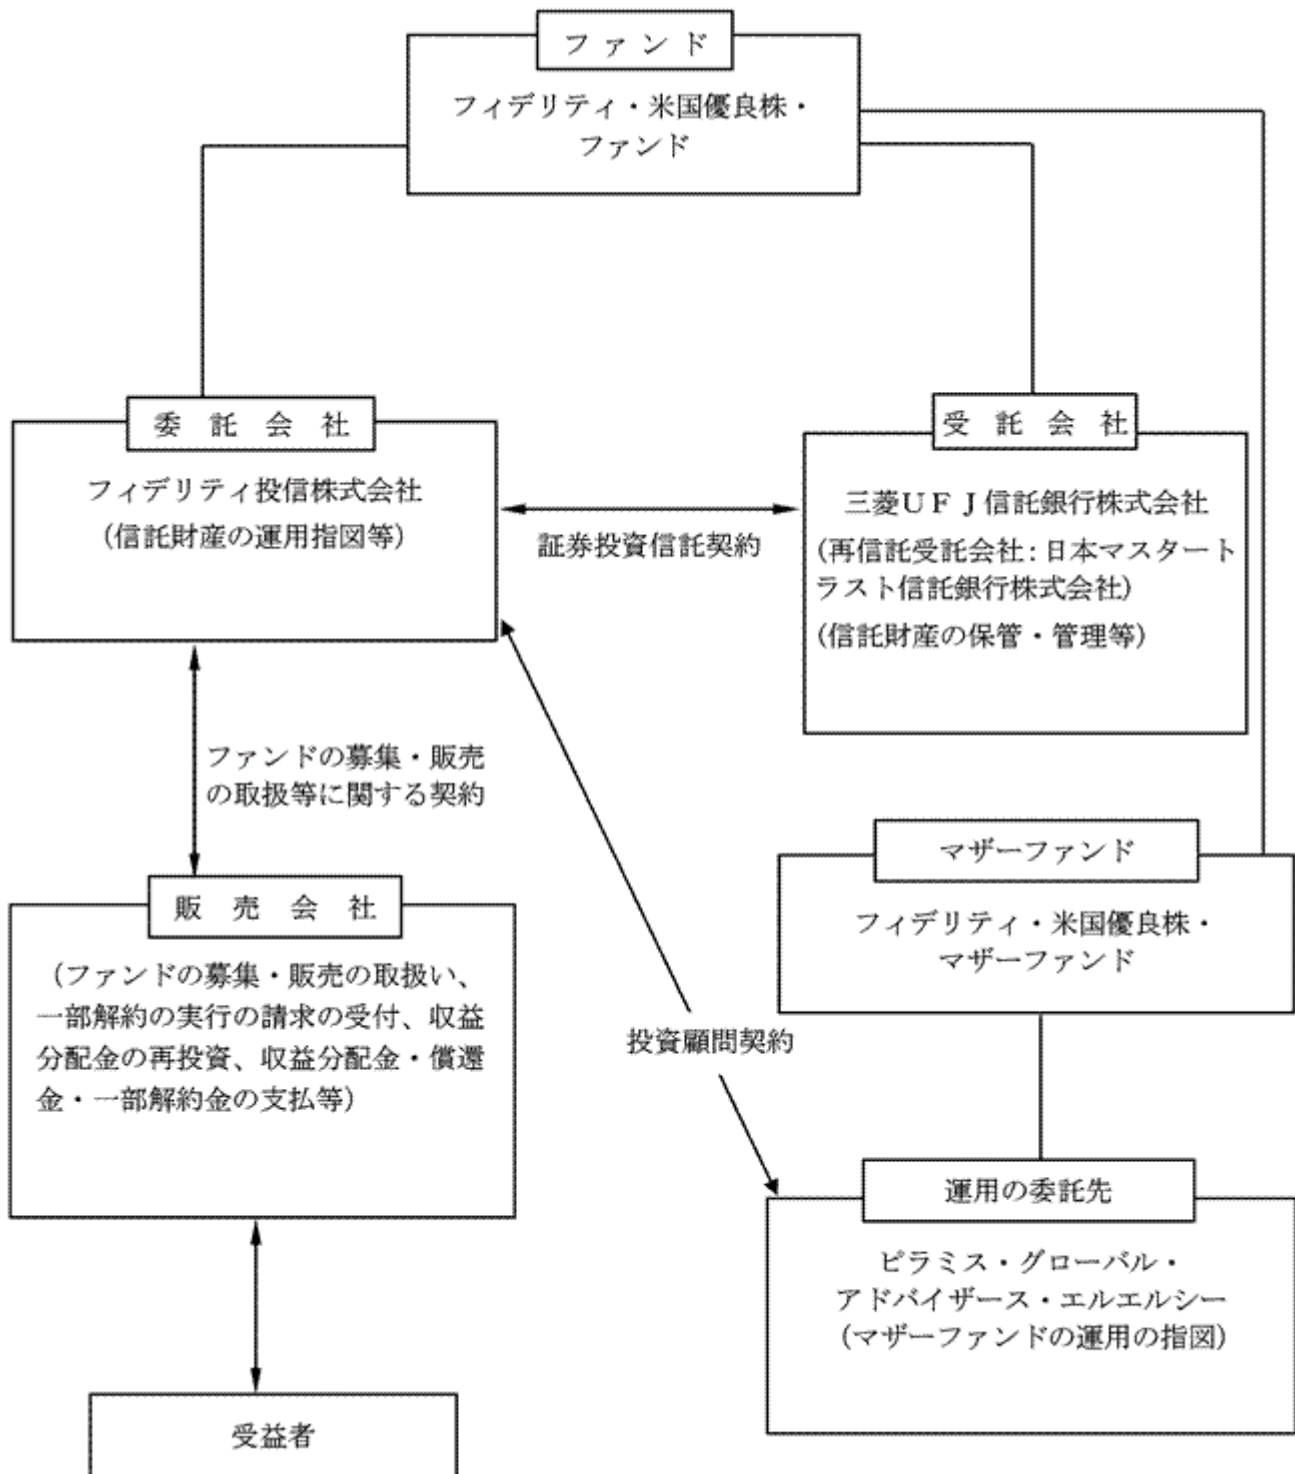 ファンド
フィデリティ・米国優良株・
ファンド
委託会社
フィデリティ投信株式会社
(信託財産の運用指図等)
証券投資信託契約
受託会社
三菱UFJ信託銀行株式会社
(再信託受託会社:日本マスタート
ラスト信託銀行株式会社)
(信託財産の保管・管理等)
ファンドの募集・販売
の取扱等に関する契約
販売会社
(ファンドの募集・販売の取扱い、
一部解約の実行の請求の受付、収益
分配金の再投資、収益分配金・償還
金・一部解約金の支払等)
マザーファンド
フィデリティ・米国優良株・
マザーファンド
投資顧問契約
運用の委託先
ピラミス・グローバル・
アドバイザース・エルエルシー
(マザーファンドの運用の指図)
受益者